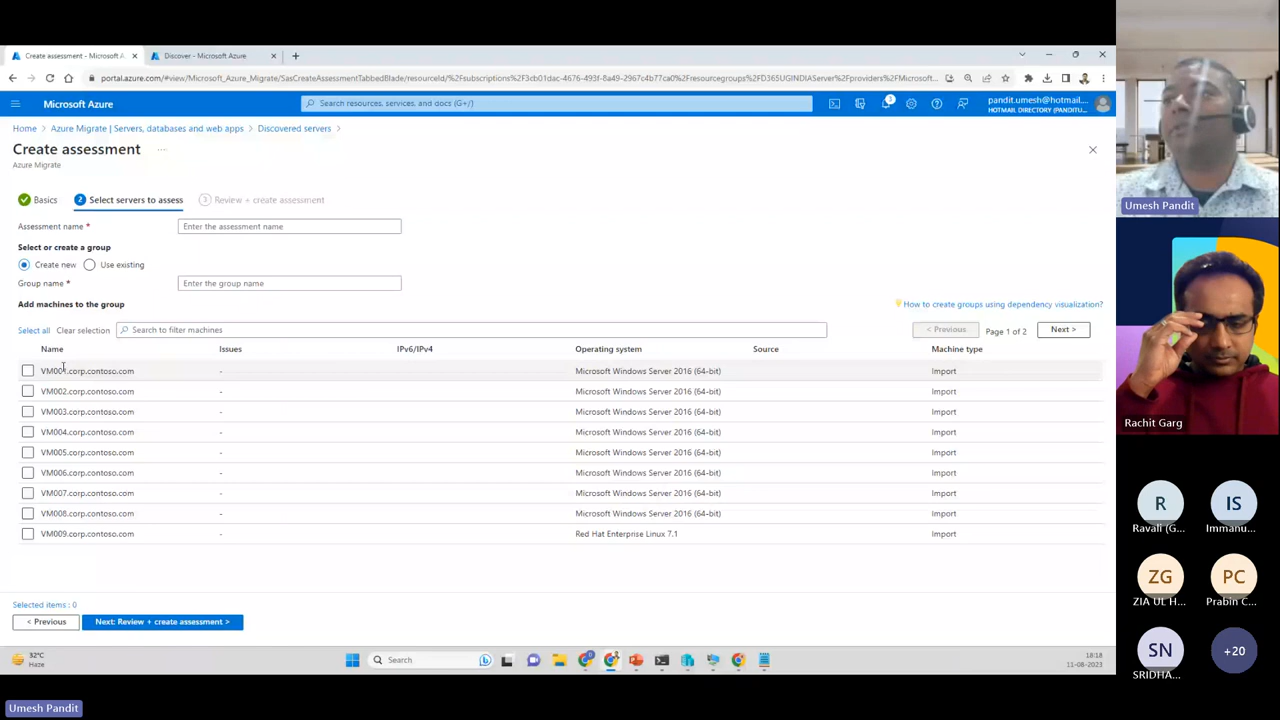 Create assessment - Microsoft A
Discover - Microsoft Azure
portal.azure.com/#view/Microsoft_Azure_Migrate/SasCreateAssessmentTabbedBlade/resourceId/%2Fsubscriptions%2F3cb01dac-4676-493f-8a49-2967c4b77ca0%2Fresourcegroups%2FD365UGINDIAServer%2Fproviders%2FMicrosoft...
Microsoft Azure
Search resources, services, and docs (G+/)
pandit.umesh@hotmail....
HOTMAIL DIRECTORY (PANDITU...
Home > Azure Migrate | Servers, databases and web apps > Discovered servers >
Create assessment ...
Azure Migrate
Basics 2 Select servers to assess 3 Review + create assessment
Assessment name * Enter the assessment name
Select or create a group
Create new Use existing
Group name * Enter the group name
Add machines to the group
How to create groups using dependency visualization?
Select all Clear selection Search to filter machines < Previous Page 1 of 2 Next >
Name Issues IPv6/IPv4 Operating system Source Machine type
VM001.corp.contoso.com - Microsoft Windows Server 2016 (64-bit) Import
VM002.corp.contoso.com - Microsoft Windows Server 2016 (64-bit) Import
VM003.corp.contoso.com - Microsoft Windows Server 2016 (64-bit) Import
VM004.corp.contoso.com - Microsoft Windows Server 2016 (64-bit) Import
VM005.corp.contoso.com - Microsoft Windows Server 2016 (64-bit) Import
VM006.corp.contoso.com - Microsoft Windows Server 2016 (64-bit) Import
VM007.corp.contoso.com - Microsoft Windows Server 2016 (64-bit) Import
VM008.corp.contoso.com - Microsoft Windows Server 2016 (64-bit) Import
VM009.corp.contoso.com - Red Hat Enterprise Linux 7.1 Import
Selected items : 0
< Previous Next: Review + create assessment >
32°C
Haze
Search
18:18
11-08-2023
Umesh Pandit
Umesh Pandit
Rachit Garg
R IS
Ravali (G... Immanu...
ZG PC
ZIA UL H... Prabin C...
SN +20
SRIDHA...